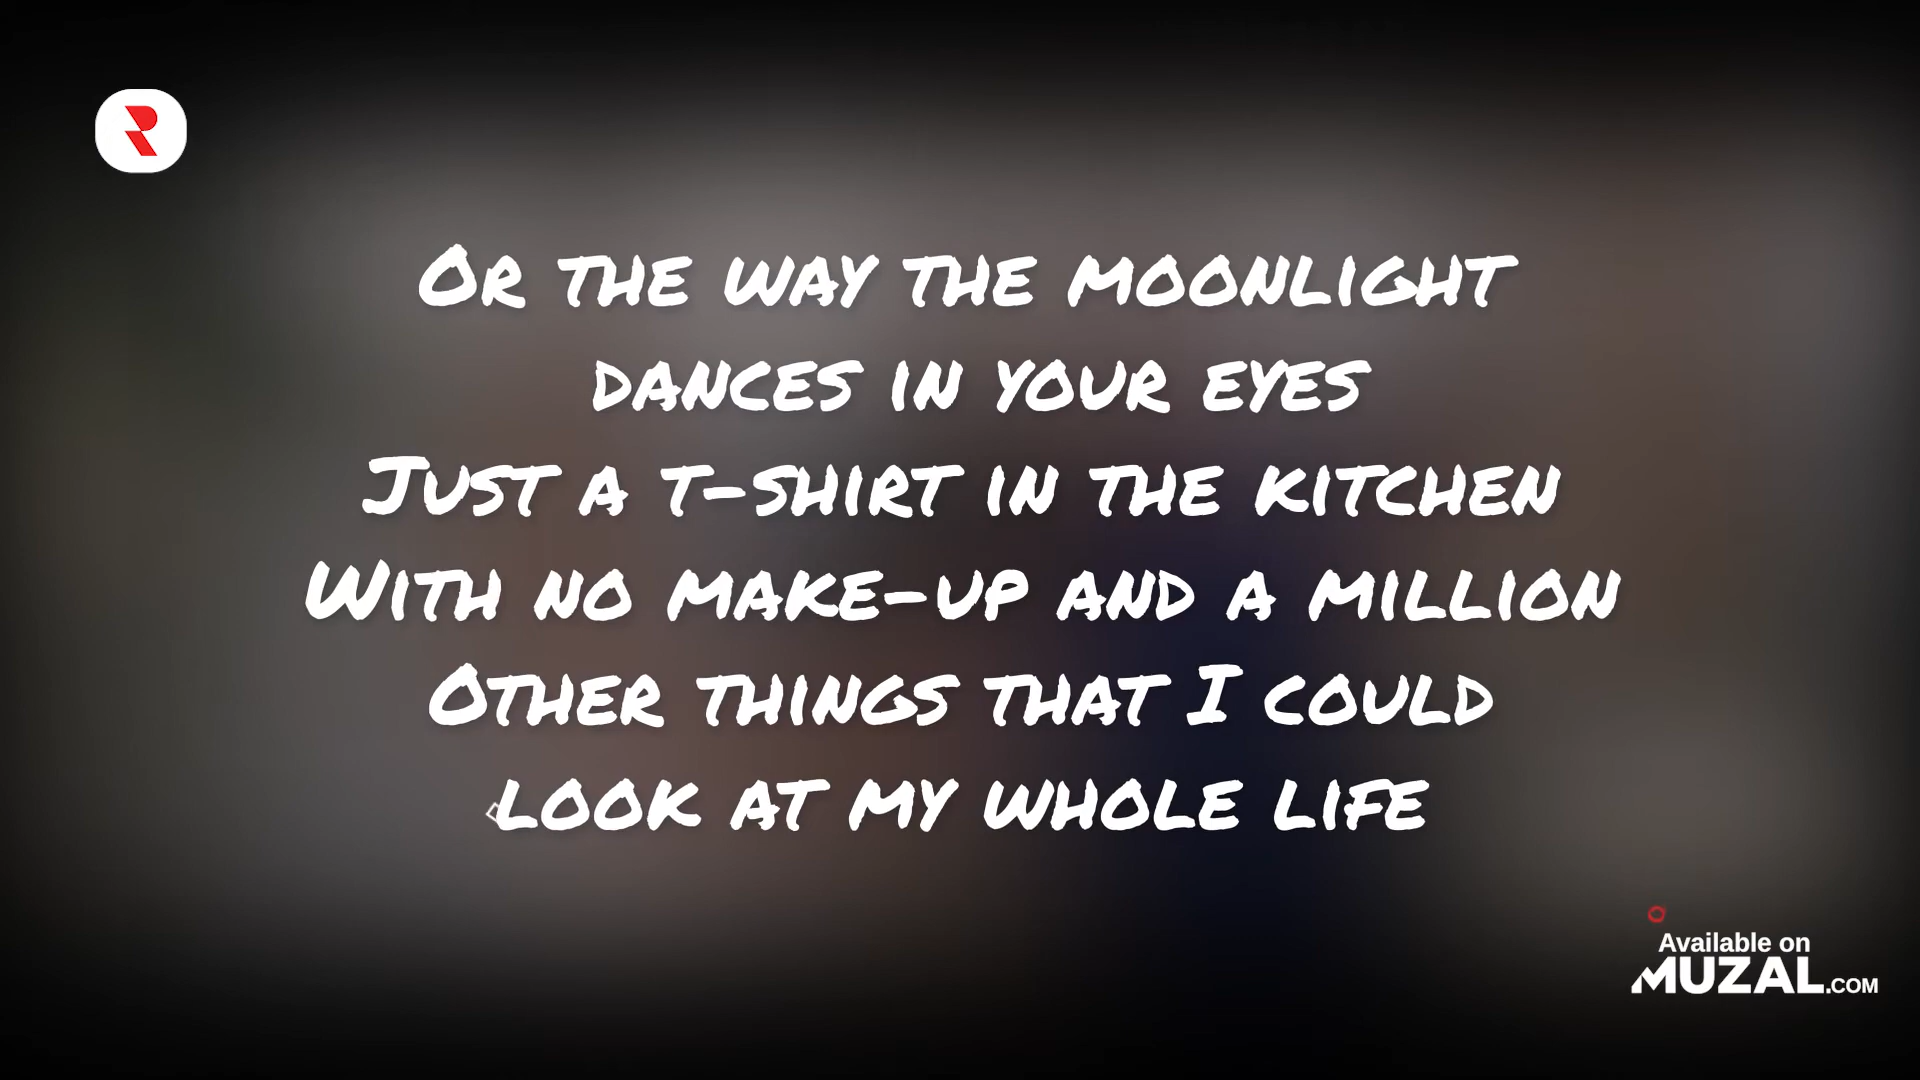 Or the way the moonlight
dances in your eyes
Just a t-shirt in the kitchen
With no make-up and a million
Other things that I could
look at my whole life
Available on
MUZAL.COM